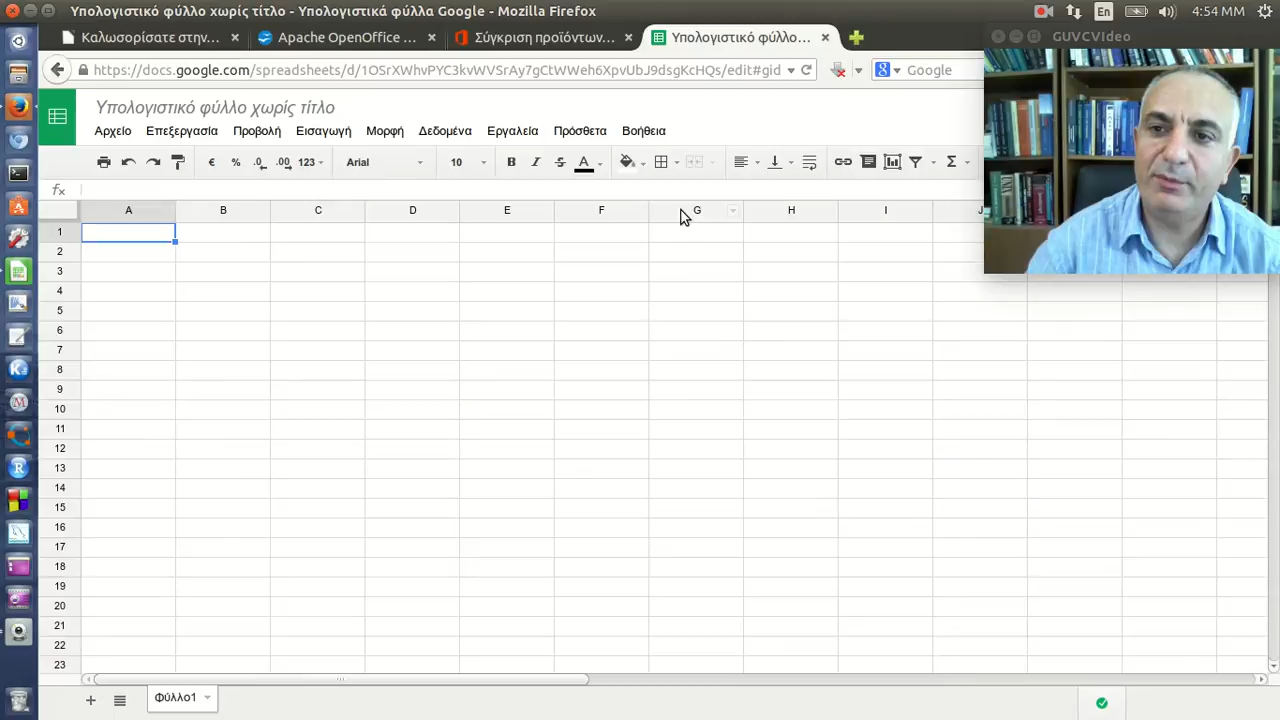 Υπολογιστικό φύλλο χωρίς τίτλο - Υπολογιστικά φύλλα Google - Mozilla Firefox
En
4:54 MM
Καλωσορίσατε στην...
Apache OpenOffice ...
Σύγκριση προϊόντων...
Υπολογιστικό φύλλο...
GUVCVIdeo
https://docs.google.com/spreadsheets/d/1OSrXWhvPYC3kvWVSrAy7gCtWWeh6XpvUbJ9dsgKcHQs/edit#gid
Google
Υπολογιστικό φύλλο χωρίς τίτλο
Αρχείο Επεξεργασία Προβολή Εισαγωγή Μορφή Δεδομένα Εργαλεία Πρόσθετα Βοήθεια
€ % .0 .00 123 Arial 10 B I S A Σ
fx
A B C D E F G H I J
1
2
3
4
5
6
7
8
9
10
11
12
13
14
15
16
17
18
19
20
21
22
23
Φύλλο1